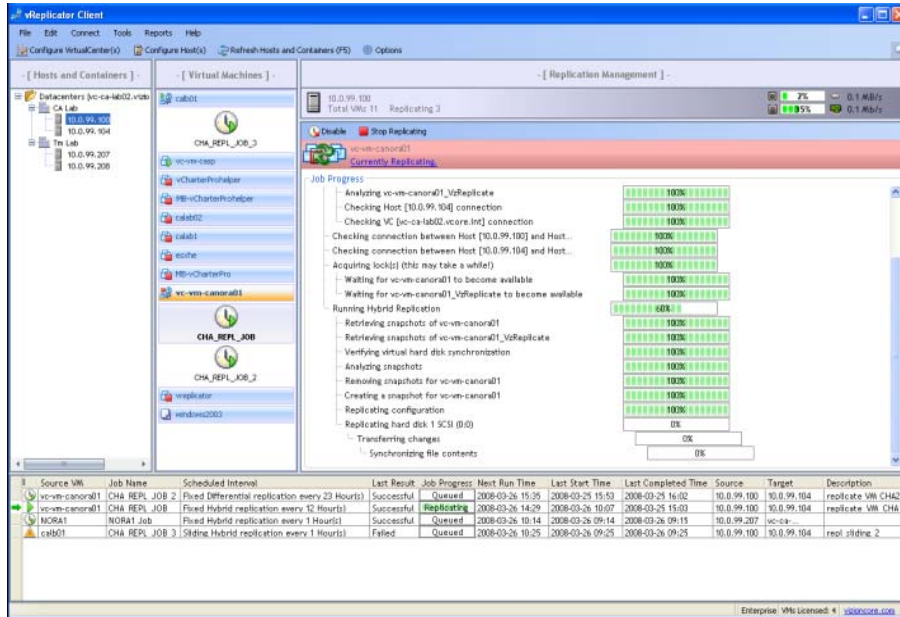 vReplicator Client
File Edit Connect Tools Reports Help
Configure VirtualCenter(s) Configure Host(s) Refresh Hosts and Containers (F5) Options
- [ Hosts and Containers ] -
Datacenters [vc-ca-lab02.vizio
CA Lab
10.0.99.100
10.0.99.104
Tm Lab
10.0.99.207
10.0.99.208
- [ Virtual Machines ] -
calb01
CHA_REPL_JOB_3
vc-vm-casp
vCharterProhelper
MB-vCharterProhelper
calab02
calab1
MB-vCharterPro
vc-vm-canora01
CHA_REPL_JOB
CHA_REPL_JOB_2
vreplicator
windows2003
- [ Replication Management ] -
10.0.99.100
Total VMs 11 Replicating 3
7% 0.1 MB/s
35% 0.1 MB/s
Disable Stop Replicating
vc-vm-canora01
Currently Replicating.
Job Progress
Analyzing vc-vm-canora01_VzReplicate 100%
Checking Host [10.0.99.104] connection 100%
Checking VC [vc-ca-lab02.vcore.int] connection 100%
Checking connection between Host [10.0.99.100] and Host... 100%
Checking connection between Host [10.0.99.104] and Host... 100%
Acquiring lock(s) (this may take a while!) 100%
Waiting for vc-vm-canora01 to become available 100%
Waiting for vc-vm-canora01_VzReplicate to become available 100%
Running Hybrid Replication 60%
Retrieving snapshots of vc-vm-canora01 100%
Retrieving snapshots of vc-vm-canora01_VzReplicate 100%
Verifying virtual hard disk synchronization 100%
Analyzing snapshots 100%
Removing snapshots for vc-vm-canora01 100%
Creating a snapshot for vc-vm-canora01 100%
Replicating configuration 100%
Replicating hard disk 1 SCSI (0:0) 0%
Transferring changes 0%
Synchronizing file contents 0%
! Source VM Job Name Scheduled Interval Last Result Job Progress Next Run Time Last Start Time Last Completed Time Source Target Description
vc-vm-canora01 CHA REPL JOB 2 Fixed Differential replication every 23 Hour(s) Successful Queued 2008-03-26 15:35 2008-03-25 15:53 2008-03-25 16:02 10.0.99.100 10.0.99.104 replicate VM CHA2
vc-vm-canora01 CHA REPL JOB Fixed Hybrid replication every 12 Hour(s) Successful Replicating 2008-03-26 14:29 2008-03-26 10:07 2008-03-25 15:03 10.0.99.100 10.0.99.104 replicate VM CHA
NORA1 NORA1 Job Fixed Hybrid replication every 1 Hour(s) Successful Queued 2008-03-26 10:14 2008-03-26 09:14 2008-03-26 09:15 10.0.99.207 vc-ca-...
calb01 CHA REPL JOB 3 Sliding Hybrid replication every 1 Hour(s) Failed Queued 2008-03-26 10:25 2008-03-26 09:25 2008-03-26 09:25 10.0.99.100 10.0.99.104 repl sliding 2
Enterprise VMs Licensed: 4 vizioncore.com